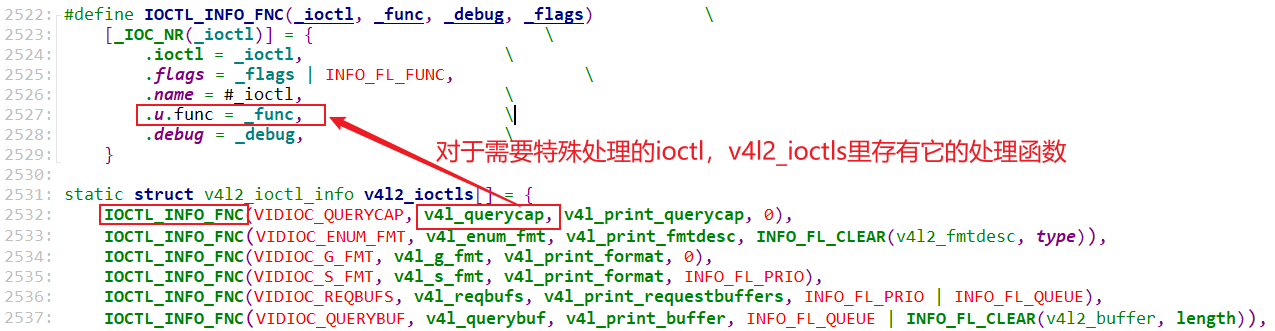 2522: #define IOCTL_INFO_FNC(_ioctl, _func, _debug, _flags) \
2523: [_IOC_NR(_ioctl)] = { \
2524: .ioctl = _ioctl, \
2525: .flags = _flags | INFO_FL_FUNC, \
2526: .name = #_ioctl, \
2527: .u.func = _func, \
2528: .debug = _debug, \
2529: }
对于需要特殊处理的ioctl，v4l2_ioctls里存有它的处理函数
2530:
2531: static struct v4l2_ioctl_info v4l2_ioctls[] = {
2532: IOCTL_INFO_FNC(VIDIOC_QUERYCAP, v4l_querycap, v4l_print_querycap, 0),
2533: IOCTL_INFO_FNC(VIDIOC_ENUM_FMT, v4l_enum_fmt, v4l_print_fmtdesc, INFO_FL_CLEAR(v4l2_fmtdesc, type)),
2534: IOCTL_INFO_FNC(VIDIOC_G_FMT, v4l_g_fmt, v4l_print_format, 0),
2535: IOCTL_INFO_FNC(VIDIOC_S_FMT, v4l_s_fmt, v4l_print_format, INFO_FL_PRIO),
2536: IOCTL_INFO_FNC(VIDIOC_REQBUFS, v4l_reqbufs, v4l_print_requestbuffers, INFO_FL_PRIO | INFO_FL_QUEUE),
2537: IOCTL_INFO_FNC(VIDIOC_QUERYBUF, v4l_querybuf, v4l_print_buffer, INFO_FL_QUEUE | INFO_FL_CLEAR(v4l2_buffer, length)),